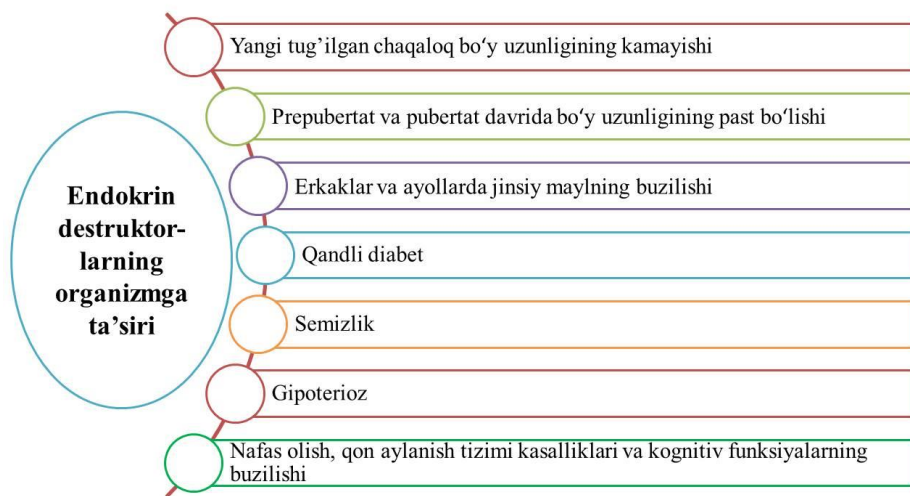 Endokrin
destruktor-
larning
organizmga
ta’siri
Yangi tug’ilgan chaqaloq bo‘y uzunligining kamayishi
Prepubertat va pubertat davrida bo‘y uzunligining past bo‘lishi
Erkaklar va ayollarda jinsiy maylning buzilishi
Qandli diabet
Semizlik
Gipoterioz
Nafas olish, qon aylanish tizimi kasalliklari va kognitiv funksiyalarning
buzilishi